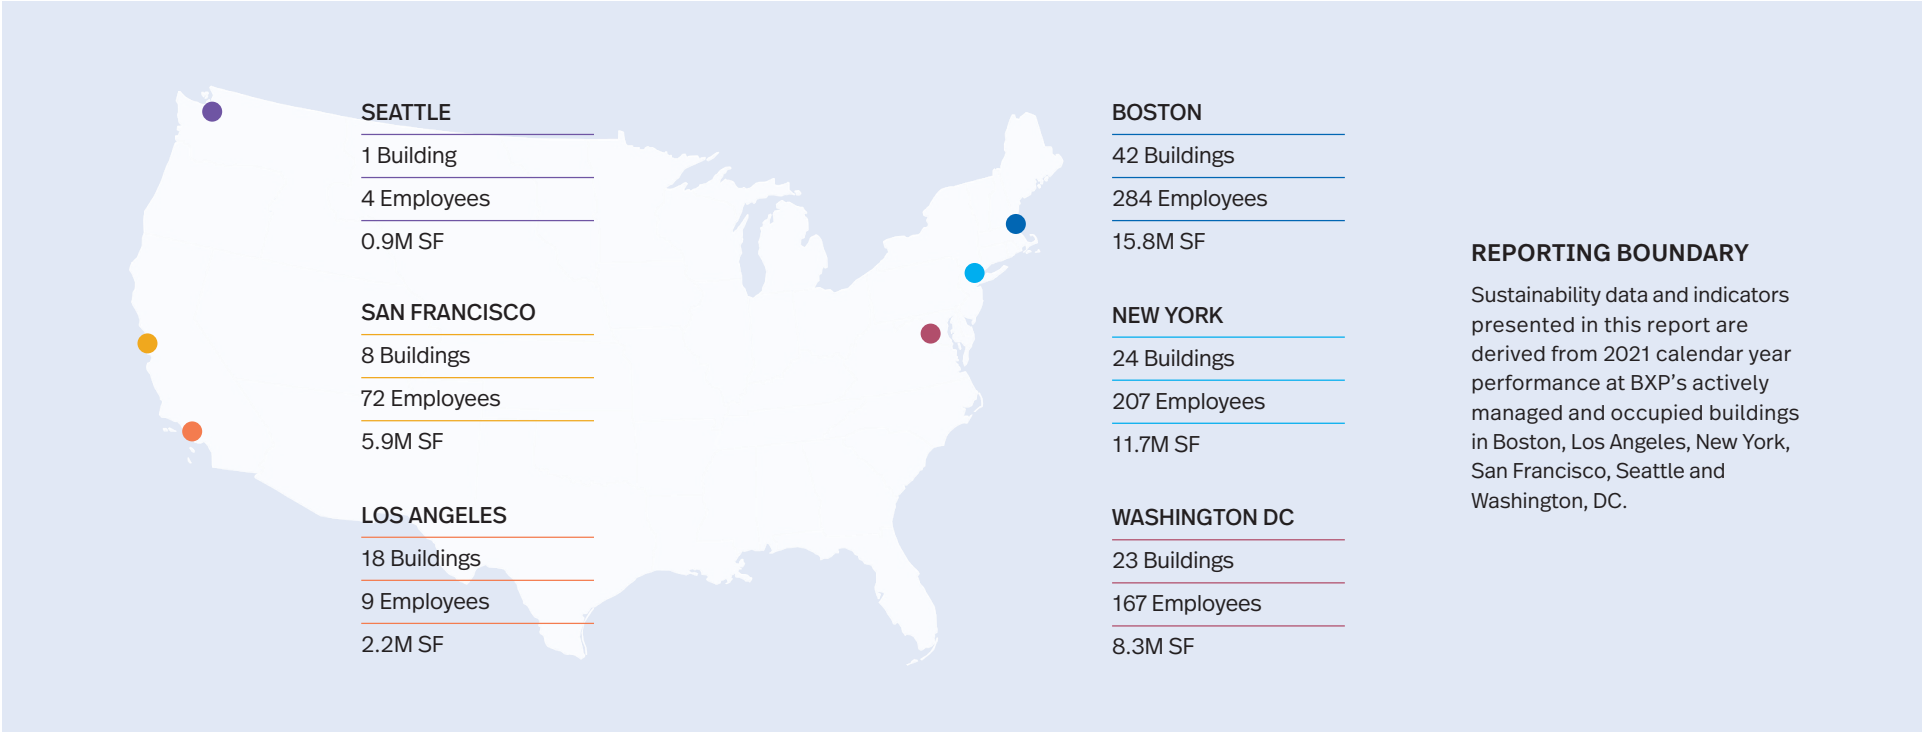 SEATTLE
1 Building
4 Employees
0.9M SF
SAN FRANCISCO
8 Buildings
72 Employees
5.9M SF
LOS ANGELES
18 Buildings
9 Employees
2.2M SF
BOSTON
42 Buildings
284 Employees
15.8M SF
NEW YORK
24 Buildings
207 Employees
11.7M SF
WASHINGTON DC
23 Buildings
167 Employees
8.3M SF
REPORTING BOUNDARY
Sustainability data and indicators
presented in this report are
derived from 2021 calendar year
performance at BXP’s actively
managed and occupied buildings
in Boston, Los Angeles, New York,
San Francisco, Seattle and
Washington, DC.